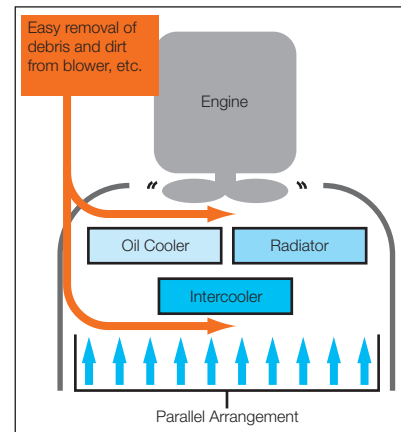 Easy removal of
debris and dirt
from blower, etc.
Engine
Oil Cooler
Radiator
Intercooler
Parallel Arrangement